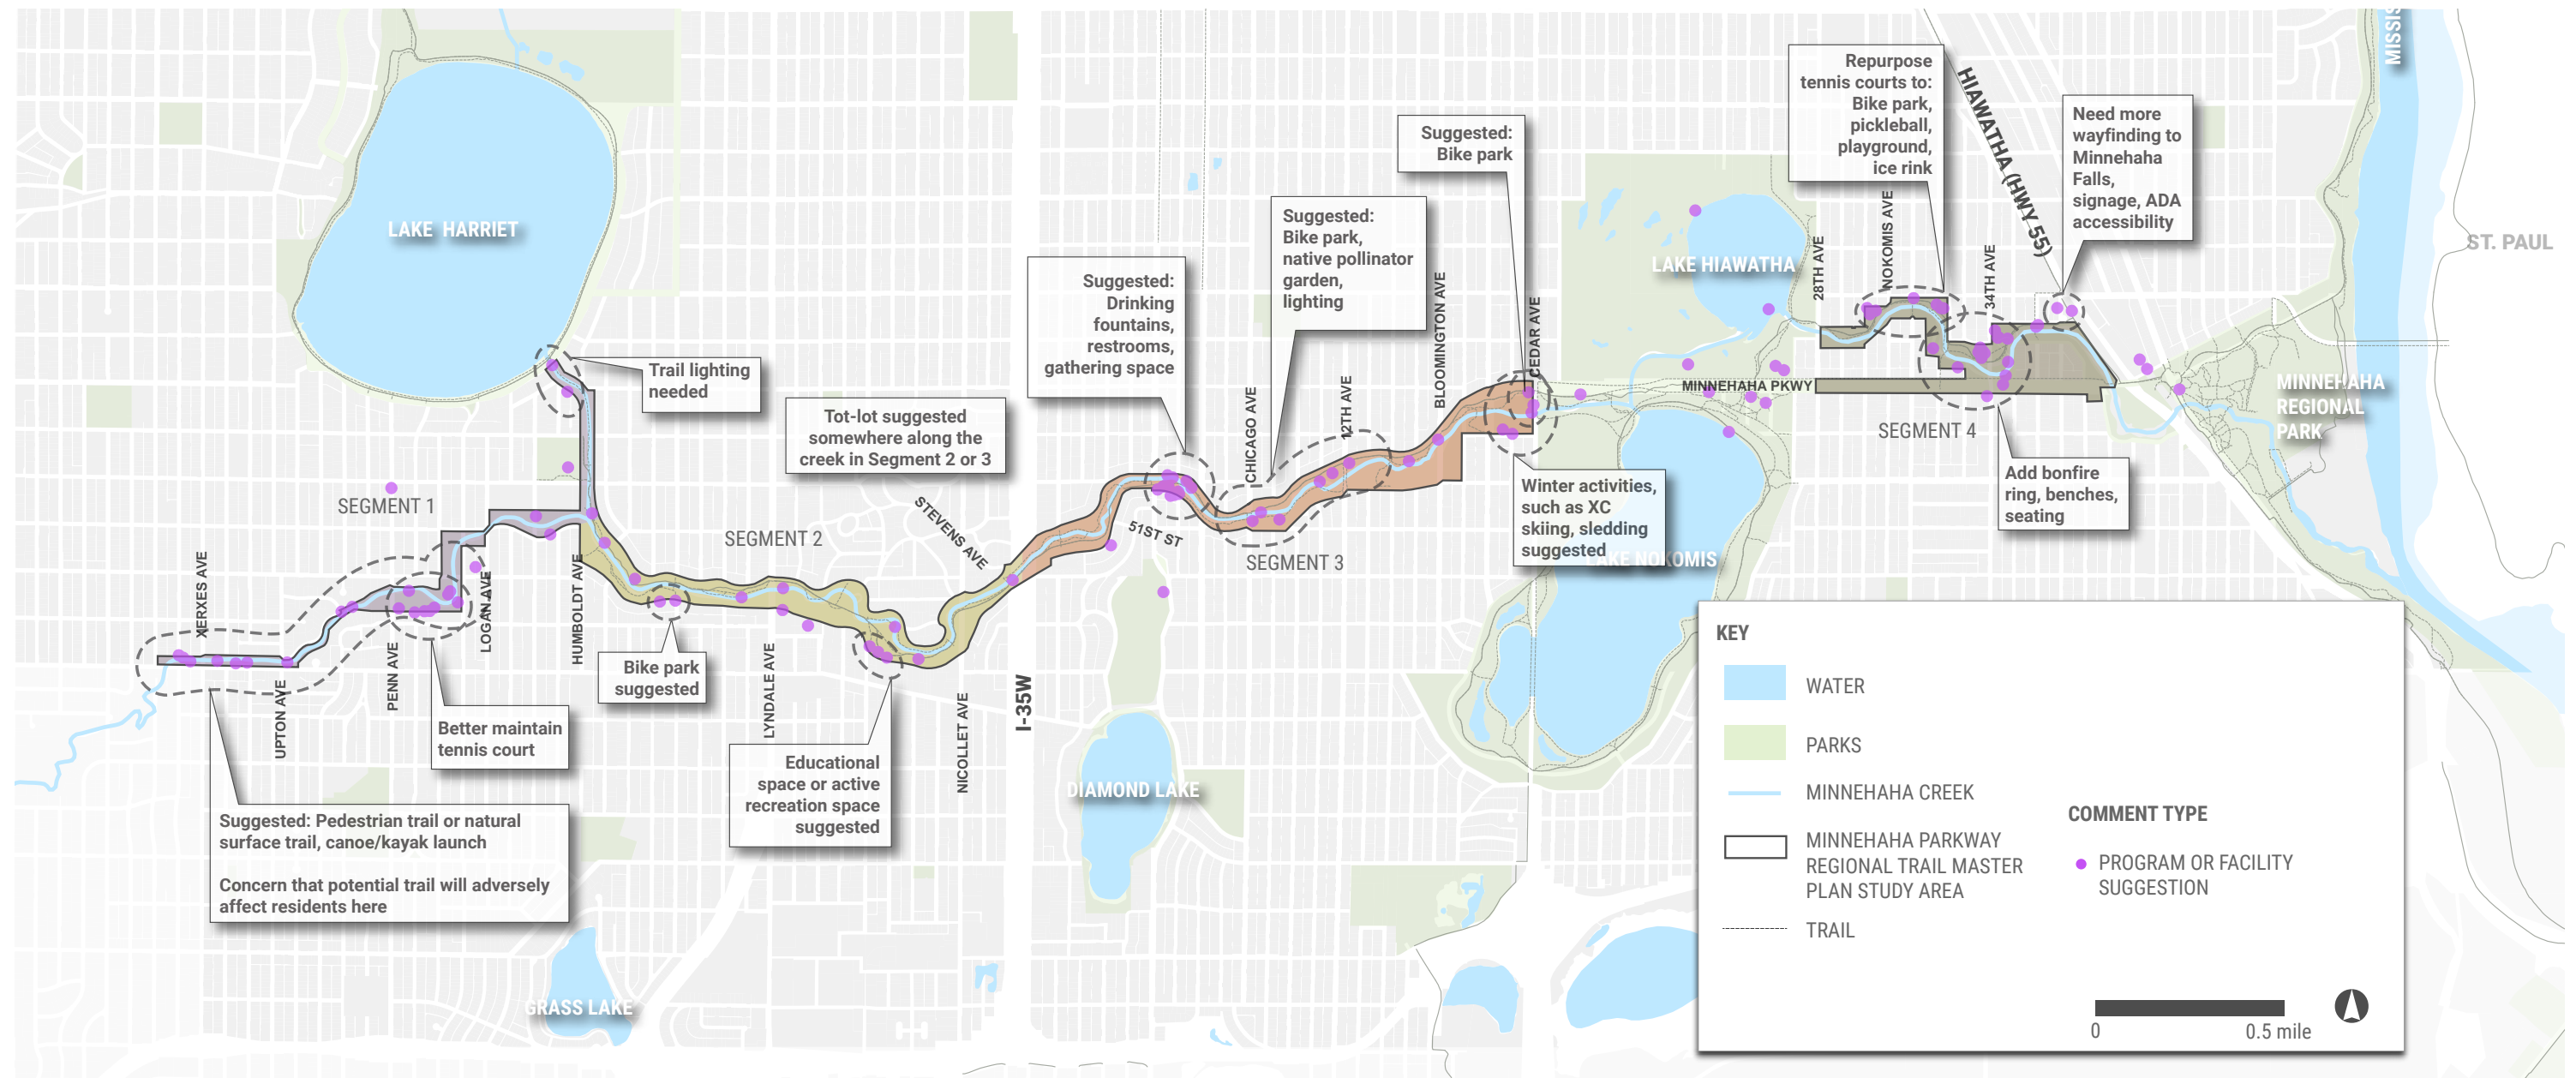 MISSIS
LAKE HARRIET
Repurpose
tennis courts to:
Bike park,
pickleball,
playground,
ice rink
HIAWATHA (HWY 55)
Need more
wayfinding to
Minnehaha
Falls,
signage, ADA
accessibility
ST. PAUL
Suggested:
Bike park
Suggested:
Bike park,
native pollinator
garden,
lighting
Suggested:
Drinking
fountains,
restrooms,
gathering space
LAKE HIAWATHA
28TH AVE
NOKOMIS AVE
34TH AVE
BLOOMINGTON AVE
CEDAR AVE
Trail lighting
needed
Tot-lot suggested
somewhere along the
creek in Segment 2 or 3
CHICAGO AVE
12TH AVE
MINNEHAHA PKWY
MINNEHAHA
REGIONAL
PARK
SEGMENT 4
Add bonfire
ring, benches,
seating
SEGMENT 1
SEGMENT 2
STEVENS AVE
51ST ST
SEGMENT 3
Winter activities,
such as XC
skiing, sledding
suggested
LAKE NOKOMIS
XERXES AVE
UPTON AVE
PENN AVE
LOGAN AVE
HUMBOLDT AVE
Bike park
suggested
LYNDALE AVE
NICOLLET AVE
I-35W
Better maintain
tennis court
Educational
space or active
recreation space
suggested
DIAMOND LAKE
Suggested: Pedestrian trail or natural
surface trail, canoe/kayak launch
Concern that potential trail will adversely
affect residents here
GRASS LAKE
KEY
WATER
PARKS
MINNEHAHA CREEK
MINNEHAHA PARKWAY
REGIONAL TRAIL MASTER
PLAN STUDY AREA
TRAIL
COMMENT TYPE
PROGRAM OR FACILITY
SUGGESTION
0 0.5 mile